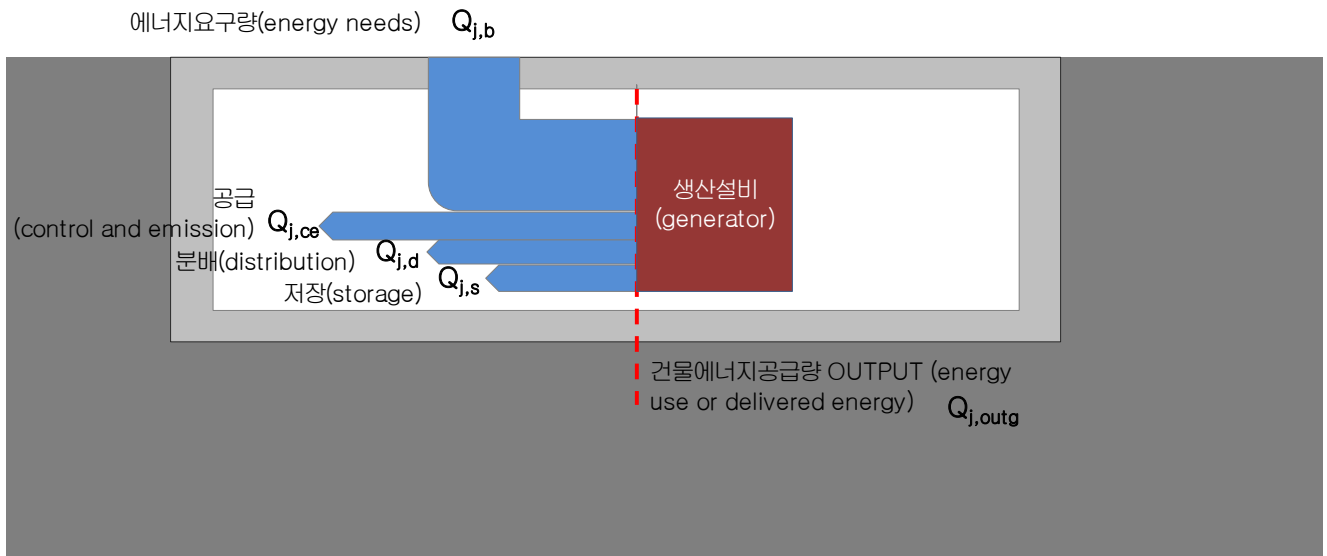 에너지요구량(energy needs) Qj,b
생산설비
(generator)
공급
(control and emission) Qj,ce
분배(distribution) Qj,d
저장(storage) Qj,s
건물에너지공급량 OUTPUT (energy
use or delivered energy) Qj,outg